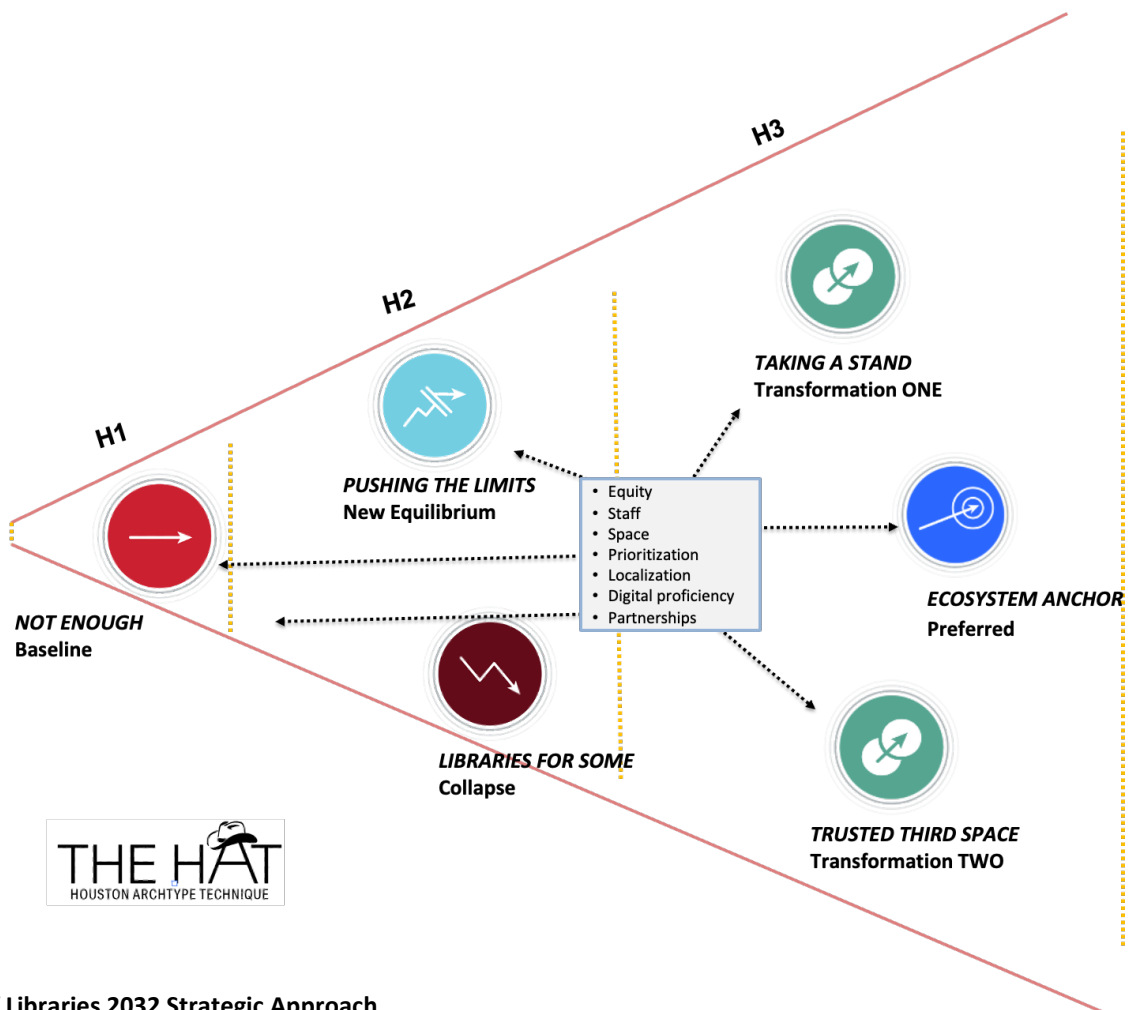 H3
H2
H1
TAKING A STAND
Transformation ONE
PUSHING THE LIMITS
New Equilibrium
• Equity
• Staff
• Space
• Prioritization
• Localization
• Digital proficiency
• Partnerships
ECOSYSTEM ANCHOR
Preferred
NOT ENOUGH
Baseline
LIBRARIES FOR SOME
Collapse
TRUSTED THIRD SPACE
Transformation TWO
THE HAT
HOUSTON ARCHTYPE TECHNIQUE
Libraries 2032 Strategic Approach